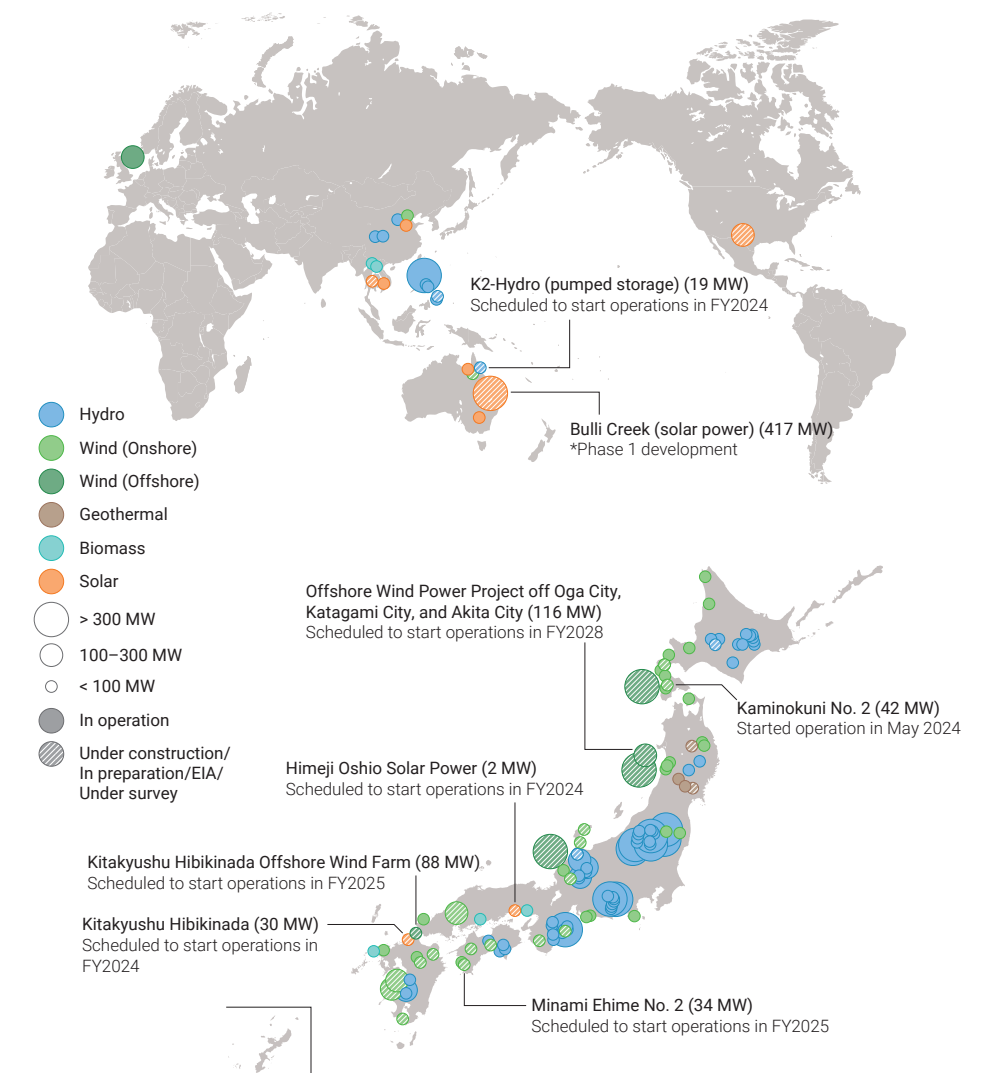 K2-Hydro (pumped storage) (19 MW)
Scheduled to start operations in FY2024
Bulli Creek (solar power) (417 MW)
*Phase 1 development
Hydro
Wind (Onshore)
Wind (Offshore)
Geothermal
Biomass
Solar
> 300 MW
100–300 MW
< 100 MW
In operation
Under construction/
In preparation/EIA/
Under survey
Offshore Wind Power Project off Oga City,
Katagami City, and Akita City (116 MW)
Scheduled to start operations in FY2028
Kaminokuni No. 2 (42 MW)
Started operation in May 2024
Himeji Oshio Solar Power (2 MW)
Scheduled to start operations in FY2024
Kitakyushu Hibikinada Offshore Wind Farm (88 MW)
Scheduled to start operations in FY2025
Kitakyushu Hibikinada (30 MW)
Scheduled to start operations in
FY2024
Minami Ehime No. 2 (34 MW)
Scheduled to start operations in FY2025